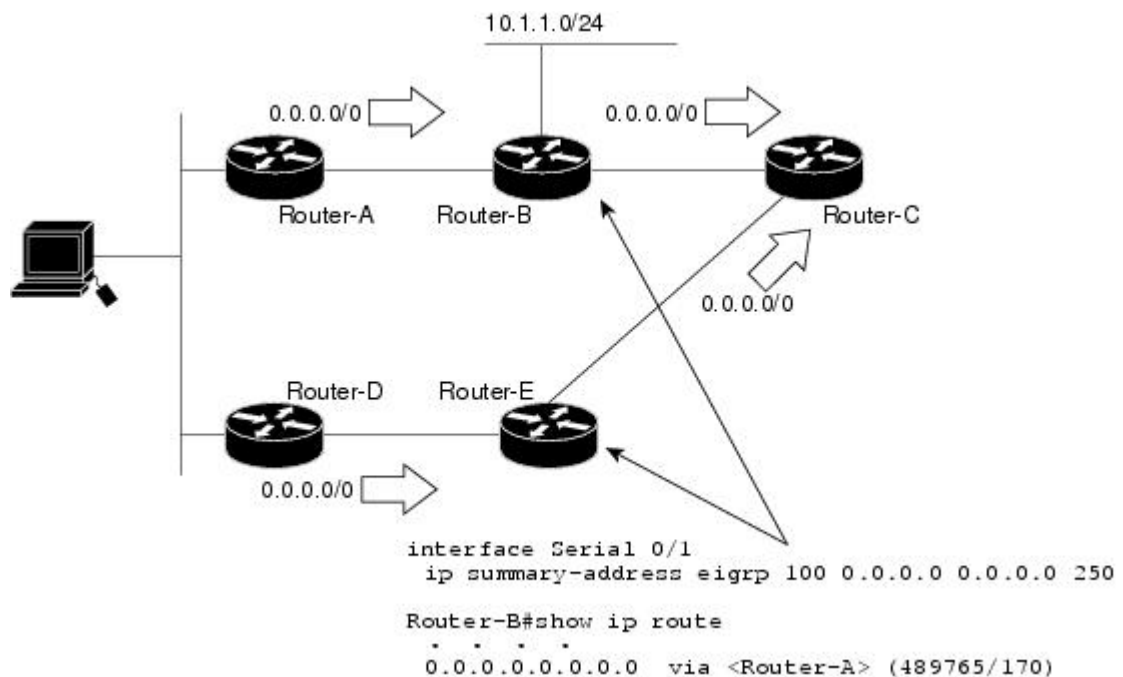 10.1.1.0/24
0.0.0.0/0
0.0.0.0/0
Router-A
Router-B
Router-C
0.0.0.0/0
Router-D
Router-E
0.0.0.0/0
interface Serial 0/1
ip summary-address eigrp 100 0.0.0.0 0.0.0.0 250
Router-B#show ip route
. . . .
0.0.0.0.0.0.0.0 via <Router-A> (489765/170)